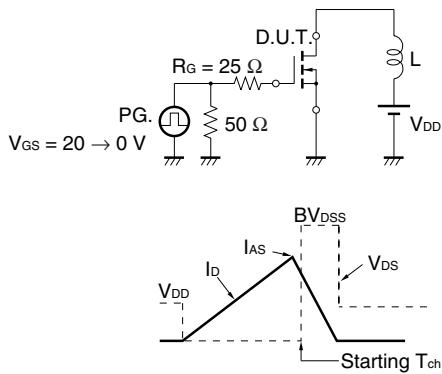 D.U.T.
RG = 25 Ω
L
PG.
50 Ω
VDD
VGS = 20 → 0 V
BVDSS
IAS
ID
VDS
VDD
Starting Tch